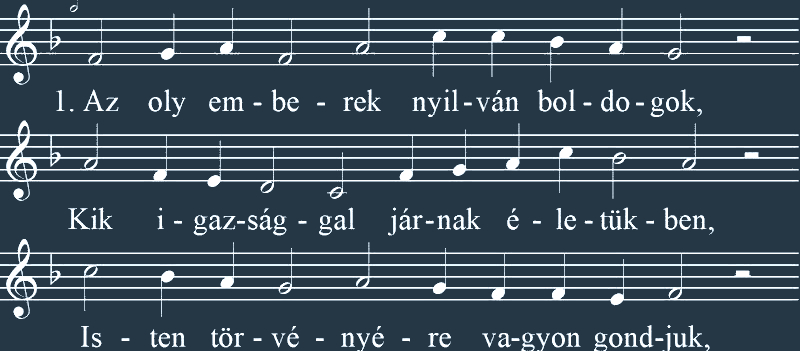 1. Az oly em - be - rek nyil - ván bol - do - gok,
Kik i - gaz - ság - gal jár - nak é - le - tük - ben,
Is - ten tör - vé - nyé - re va - gyon gond - juk,